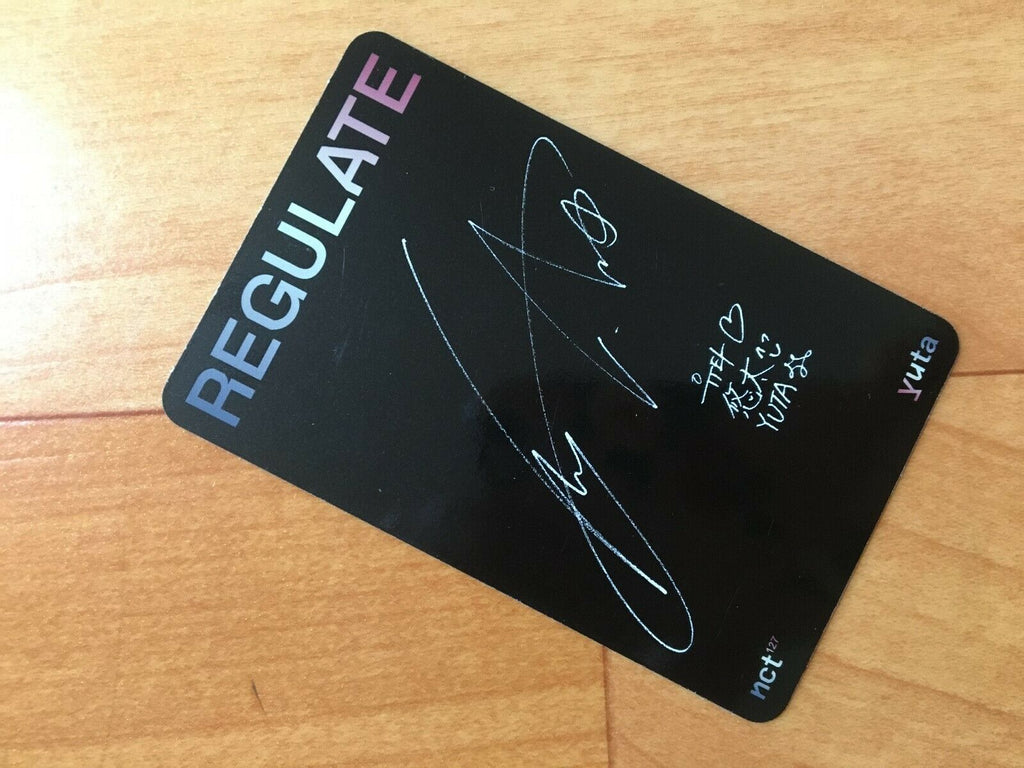 REGULATE
유타♡
悠太
YUTA
yuta
nct 127